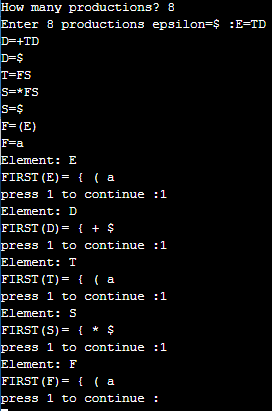 How many productions? 8
Enter 8 productions epsilon=$ :E=TD
D=+TD
D=$
T=FS
S=*FS
S=$
F=(E)
F=a
Element: E
FIRST(E)= { ( a
press 1 to continue :1
Element: D
FIRST(D)= { + $
press 1 to continue :1
Element: T
FIRST(T)= { ( a
press 1 to continue :1
Element: S
FIRST(S)= { * $
press 1 to continue :1
Element: F
FIRST(F)= { ( a
press 1 to continue :